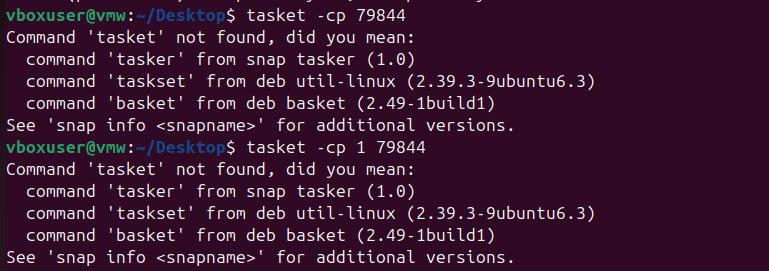 vboxuser@vmw:~/Desktop$ tasket -cp 79844
Command 'tasket' not found, did you mean:
  command 'tasker' from snap tasker (1.0)
  command 'taskset' from deb util-linux (2.39.3-9ubuntu6.3)
  command 'basket' from deb basket (2.49-1build1)
See 'snap info <snapname>' for additional versions.
vboxuser@vmw:~/Desktop$ tasket -cp 1 79844
Command 'tasket' not found, did you mean:
  command 'tasker' from snap tasker (1.0)
  command 'taskset' from deb util-linux (2.39.3-9ubuntu6.3)
  command 'basket' from deb basket (2.49-1build1)
See 'snap info <snapname>' for additional versions.